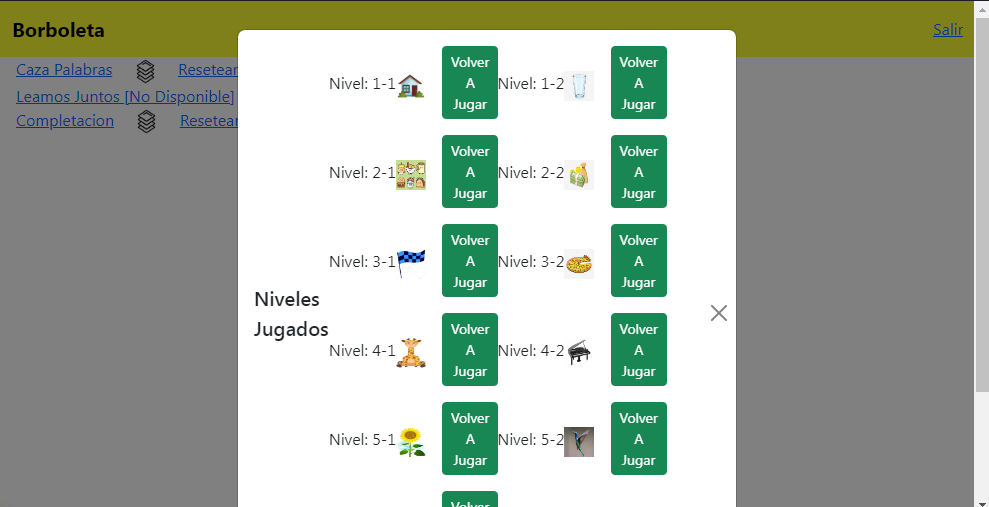 Borboleta
Salir
Caza Palabras
Resetear
Leamos Juntos [No Disponible]
Completacion
Resetear
Niveles
Jugados
Nivel: 1-1
Volver
A
Jugar
Nivel: 1-2
Volver
A
Jugar
Nivel: 2-1
Volver
A
Jugar
Nivel: 2-2
Volver
A
Jugar
Nivel: 3-1
Volver
A
Jugar
Nivel: 3-2
Volver
A
Jugar
Nivel: 4-1
Volver
A
Jugar
Nivel: 4-2
Volver
A
Jugar
Nivel: 5-1
Volver
A
Jugar
Nivel: 5-2
Volver
A
Jugar
Volver